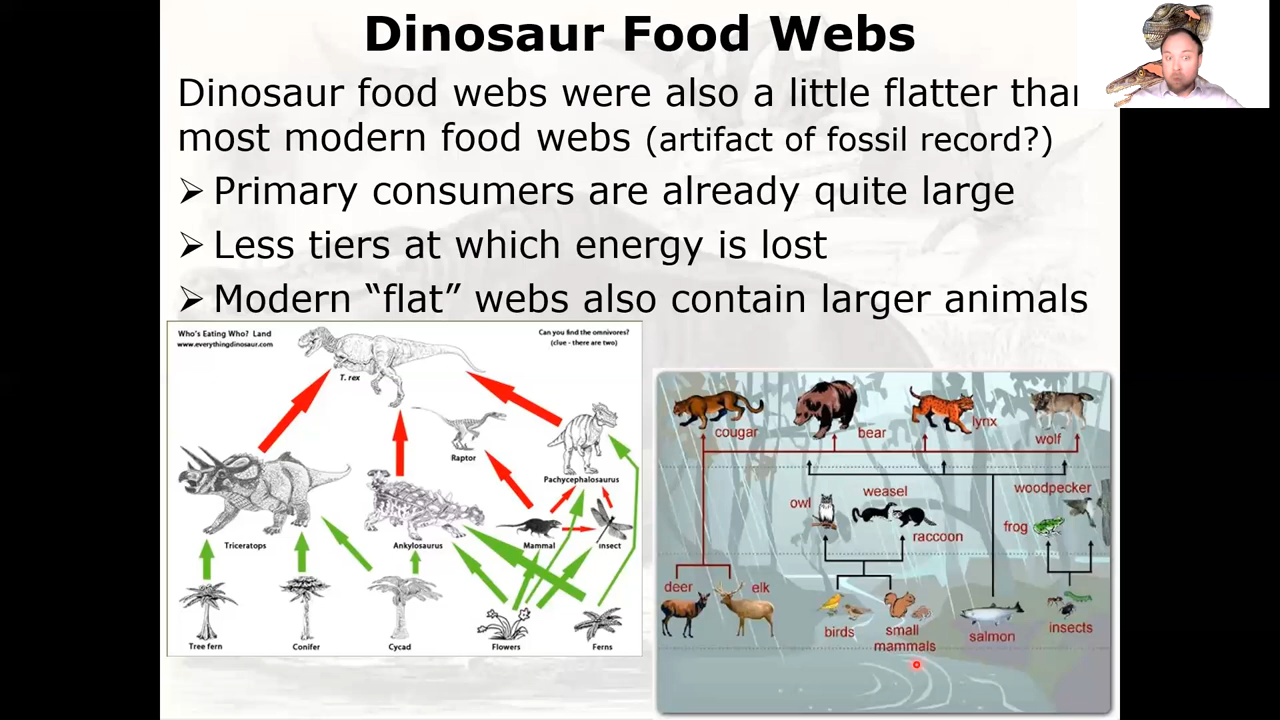 Dinosaur Food Webs
Dinosaur food webs were also a little flatter than
most modern food webs (artifact of fossil record?)
➢ Primary consumers are already quite large
➢ Less tiers at which energy is lost
➢ Modern “flat” webs also contain larger animals
Who's Eating Who? Land
www.everythingdinosaur.com
Can you find the omnivores?
(clue - there are two)
T. rex
Raptor
Pachycephalosaurus
Triceratops
Ankylosaurus
Mammal
Insect
Tree fern
Conifer
Cycad
Flowers
Ferns
cougar
bear
lynx
wolf
owl
weasel
woodpecker
raccoon
frog
deer
elk
birds
small
mammals
salmon
insects